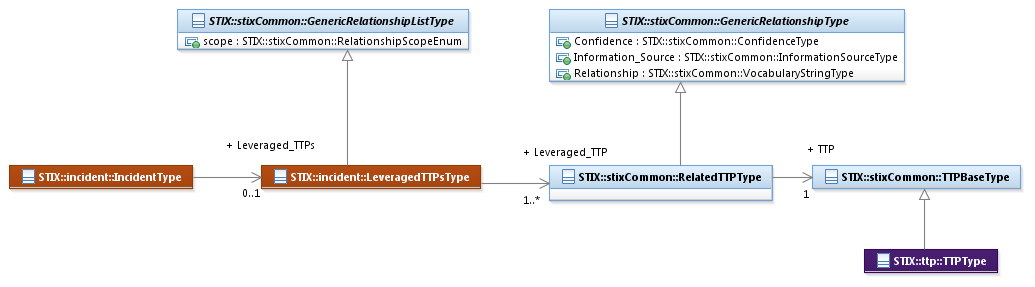 STIX::stixCommon::GenericRelationshipListType
scope : STIX::stixCommon::RelationshipScopeEnum
STIX::stixCommon::GenericRelationshipType
Confidence : STIX::stixCommon::ConfidenceType
Information_Source : STIX::stixCommon::InformationSourceType
Relationship : STIX::stixCommon::VocabularyStringType
+ Leveraged_TTPs
+ Leveraged_TTP
+ TTP
STIX::incident::IncidentType
STIX::incident::LeveragedTTPsType
STIX::stixCommon::RelatedTTPType
STIX::stixCommon::TTPBaseType
0..1
1..*
1
STIX::ttp::TTPType